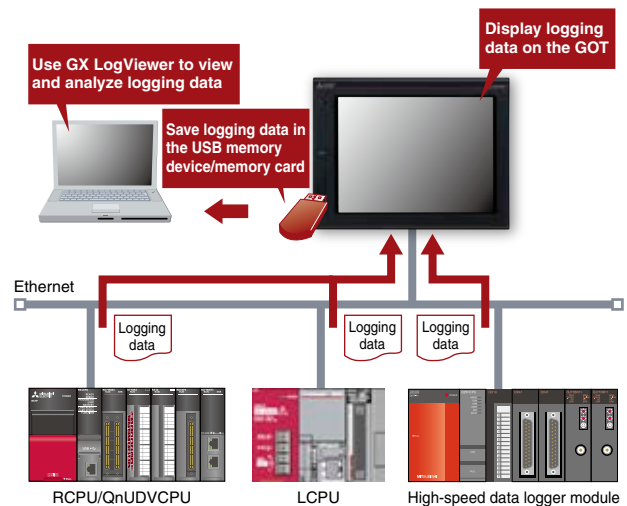 Display logging
data on the GOT
Use GX LogViewer to view
and analyze logging data
Save logging data in
the USB memory
device/memory card
Ethernet
Logging
data
Logging
data
Logging
data
RCPU/QnUDVCPU
LCPU
High-speed data logger module